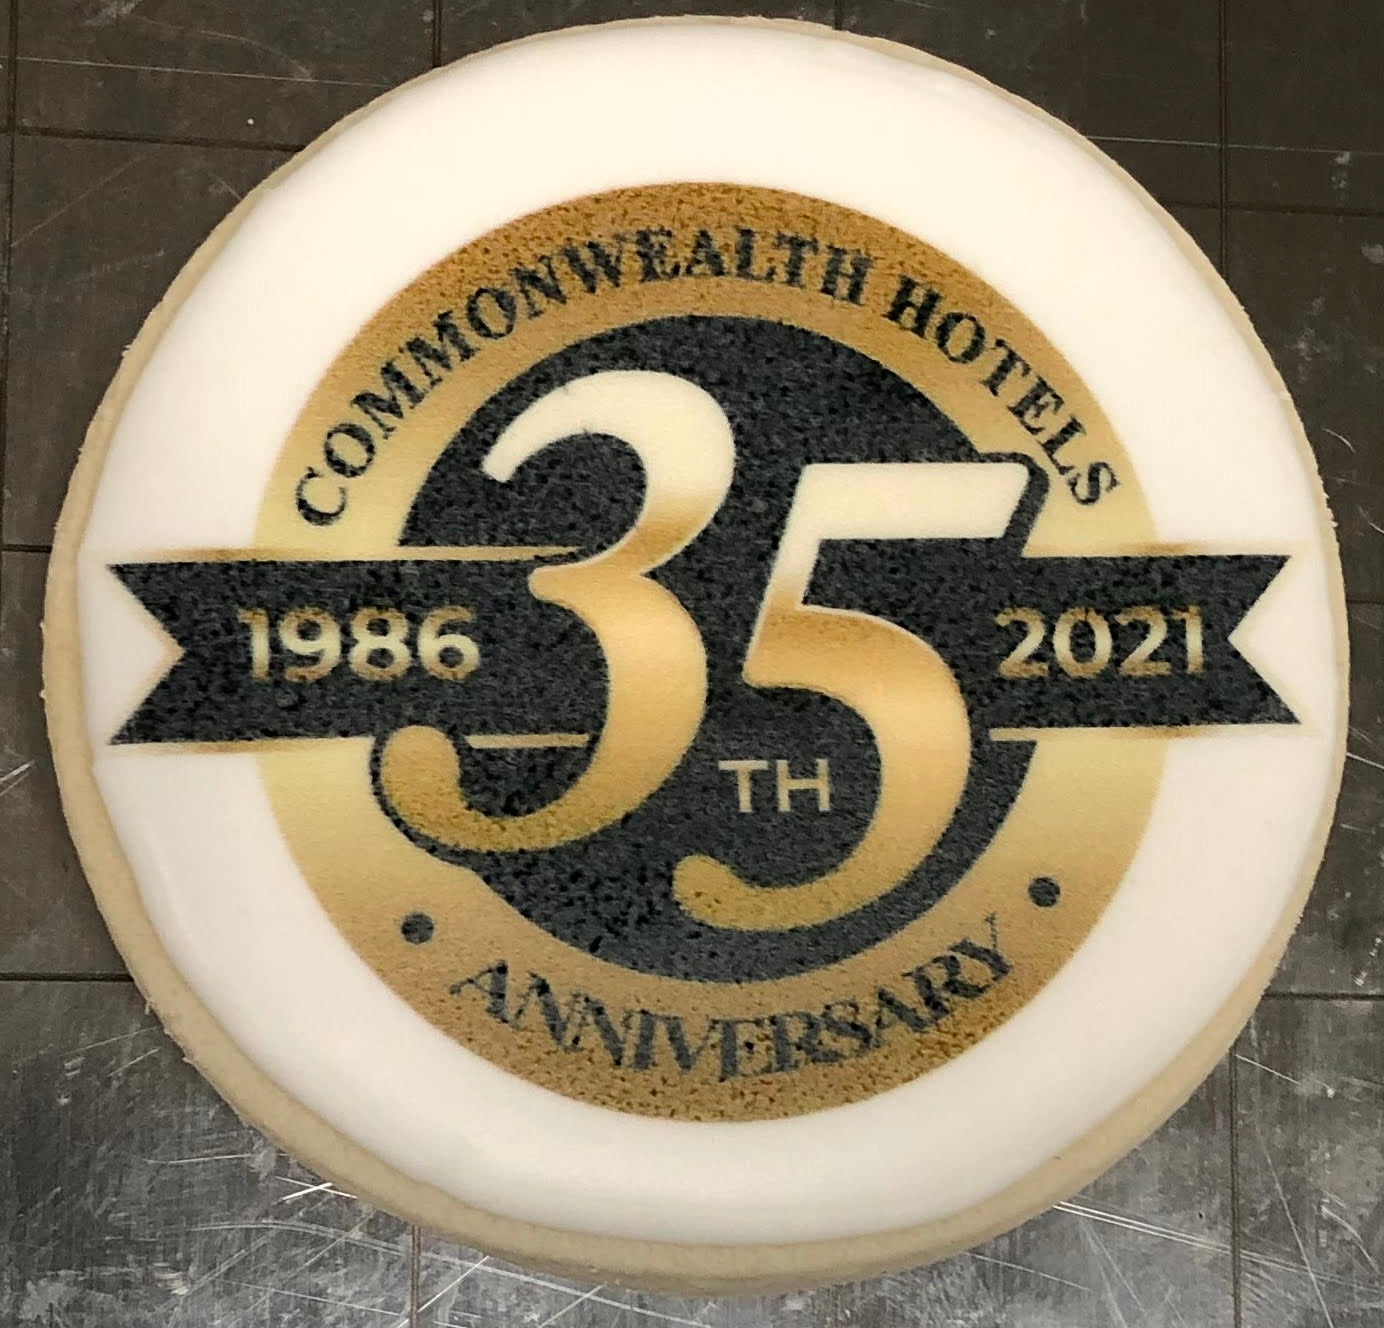 COMMONWEALTH HOTELS
35
1986
2021
TH
ANNIVERSARY